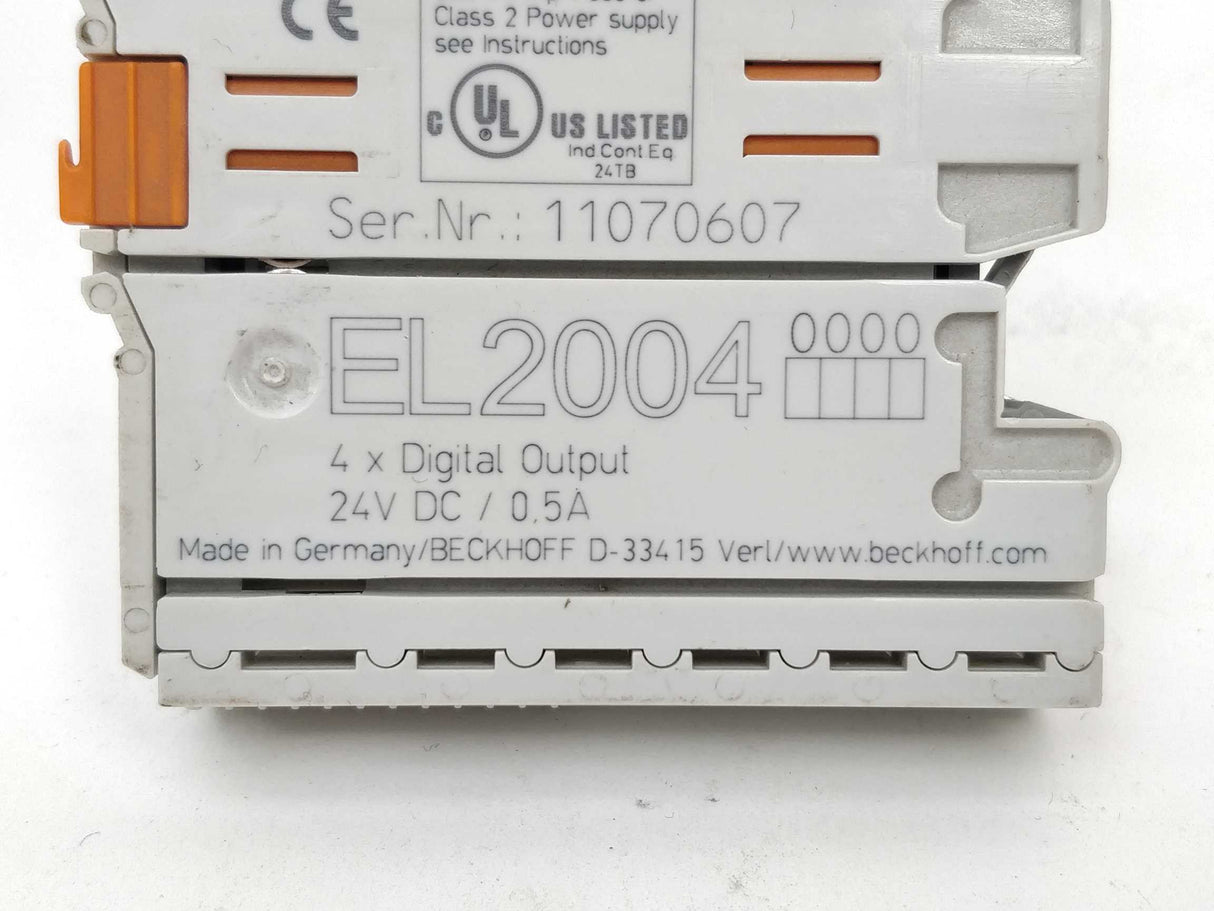 CE
Class 2 Power supply
see Instructions
C UL US LISTED
Ind.Cont.Eq
24TB
Ser.Nr.: 11070607
EL2004 0000
4 x Digital Output
24V DC / 0,5A
Made in Germany/BECKHOFF D-33415 Verl/www.beckhoff.com